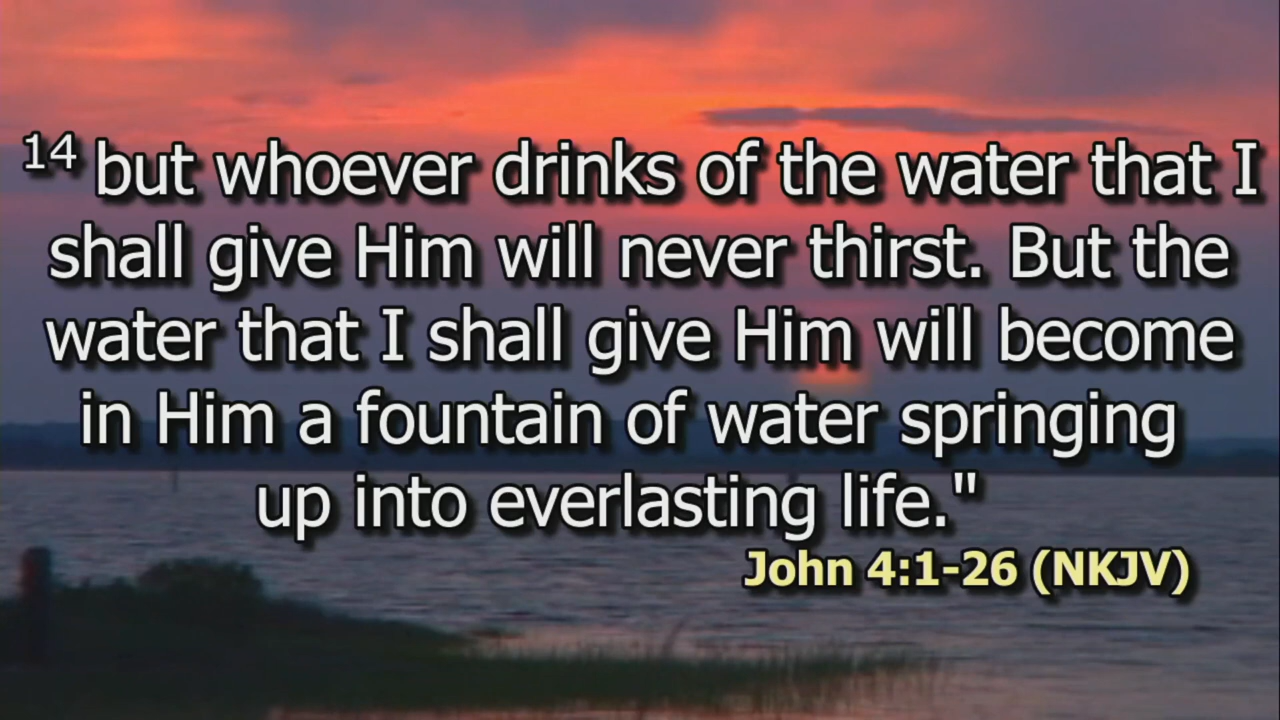 14 but whoever drinks of the water that I
shall give Him will never thirst. But the
water that I shall give Him will become
in Him a fountain of water springing
up into everlasting life."
John 4:1-26 (NKJV)